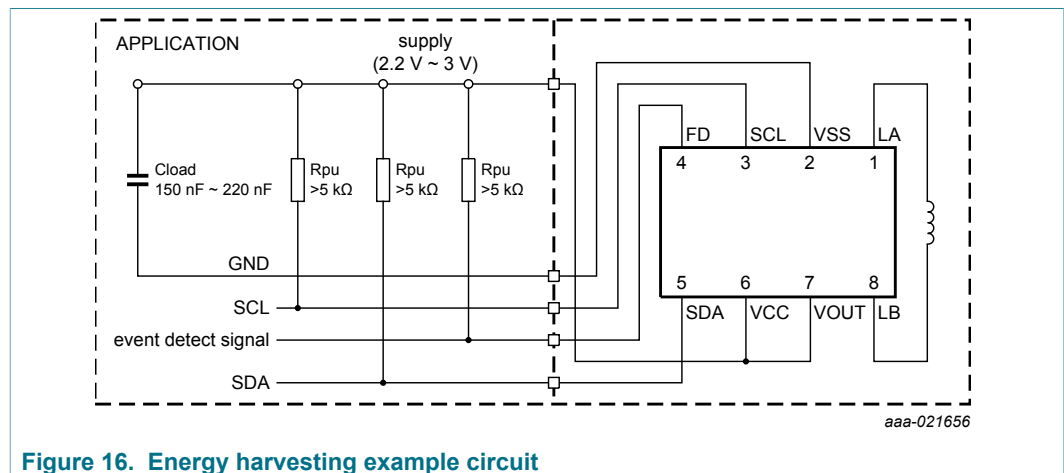 APPLICATION
supply
(2.2 V ~ 3 V)
FD SCL VSS LA
4 3 2 1
Cload
150 nF ~ 220 nF
Rpu
>5 kΩ
Rpu
>5 kΩ
Rpu
>5 kΩ
GND
5 6 7 8
SDA VCC VOUT LB
SCL
event detect signal
SDA
aaa-021656
Figure 16. Energy harvesting example circuit